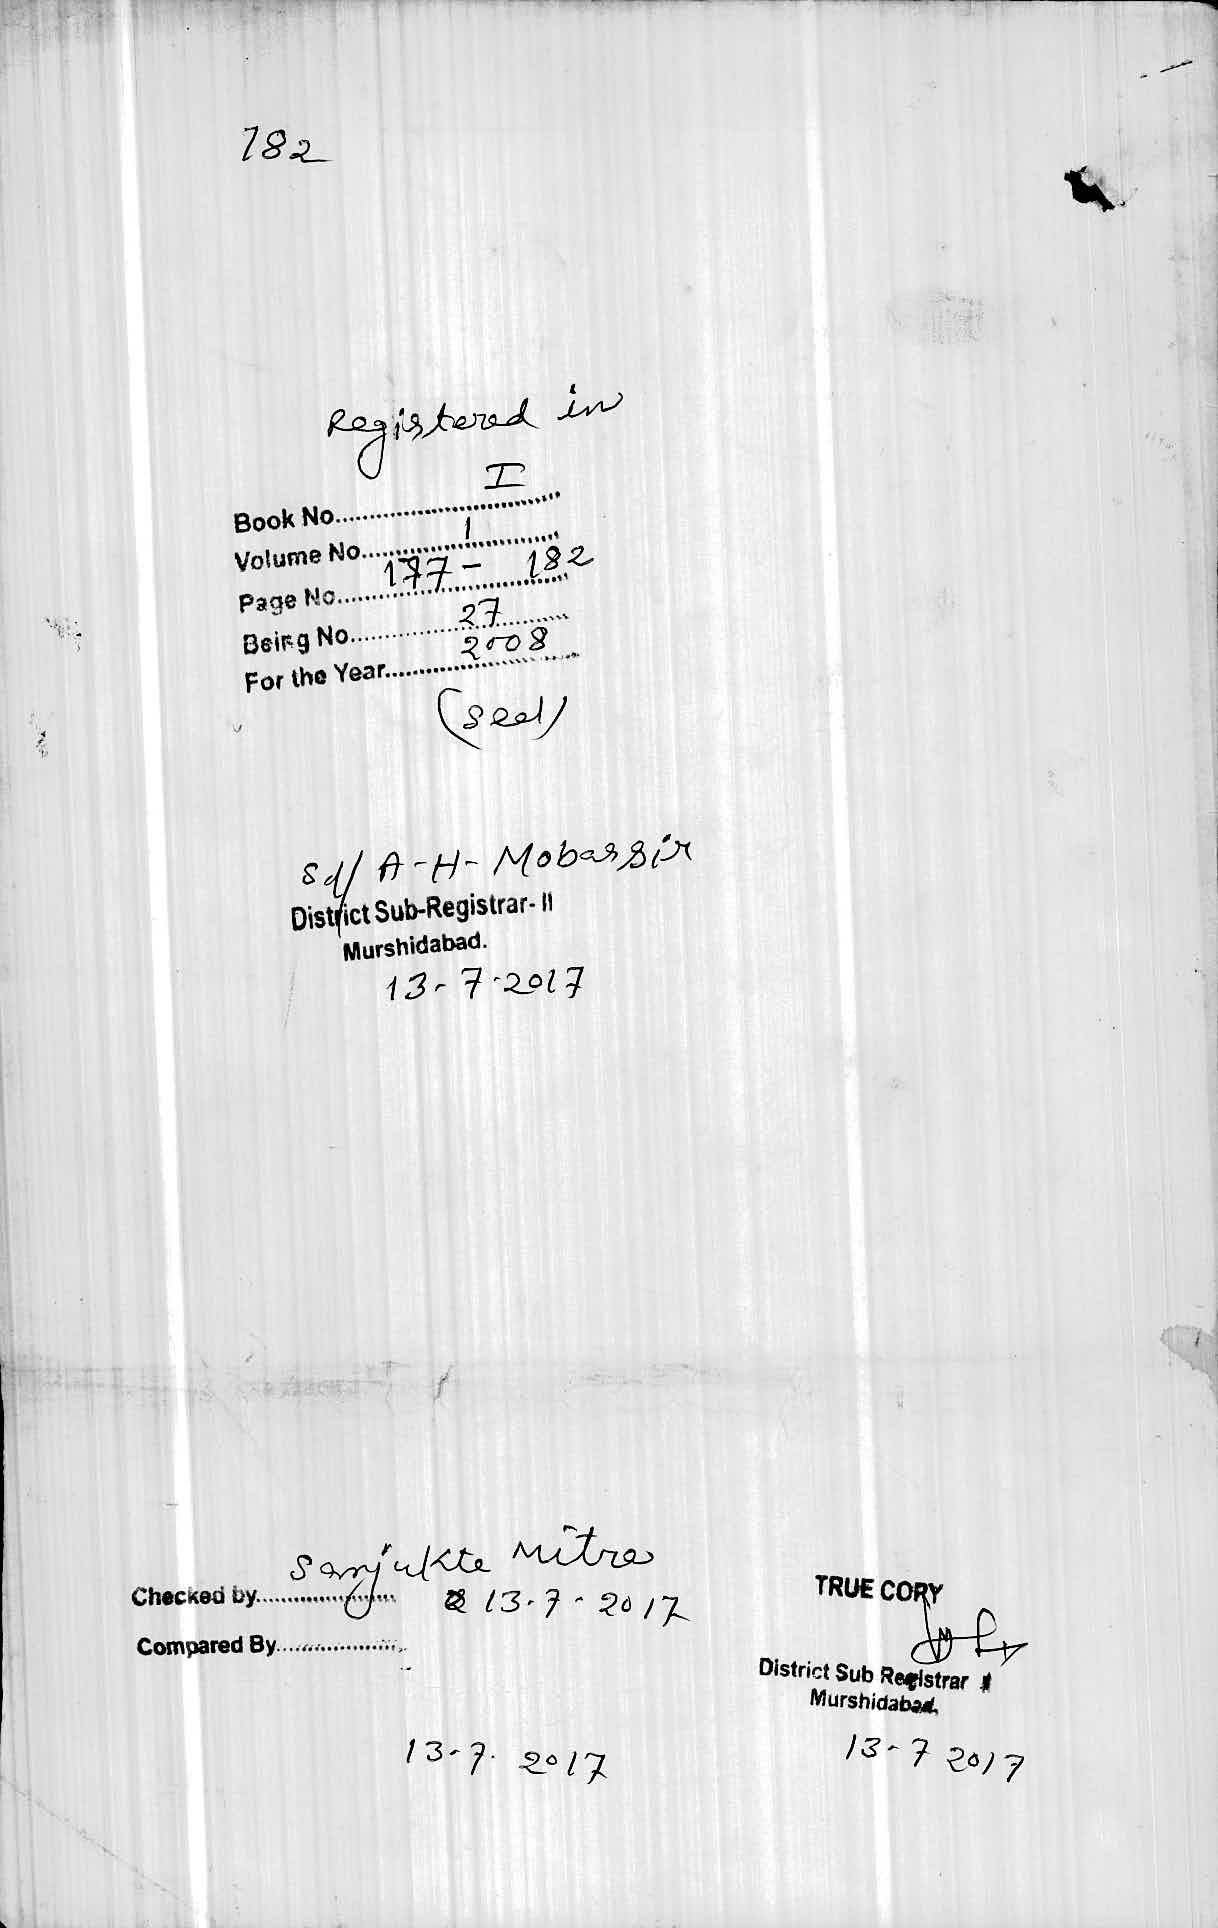 182
Registered in
Book No............ I
Volume No............ 1
Page No............ 177 - 182
Being No............ 27
For the Year............ 2008
(Seal)
Sd/ A-H- Mobassir
District Sub-Registrar- II
Murshidabad.
13-7-2017
Sanjukta Mitra
Checked by............ 13.7.2017
Compared By............
TRUE COPY
District Sub Registrar
Murshidabad.
13-7. 2017
13-7 2017